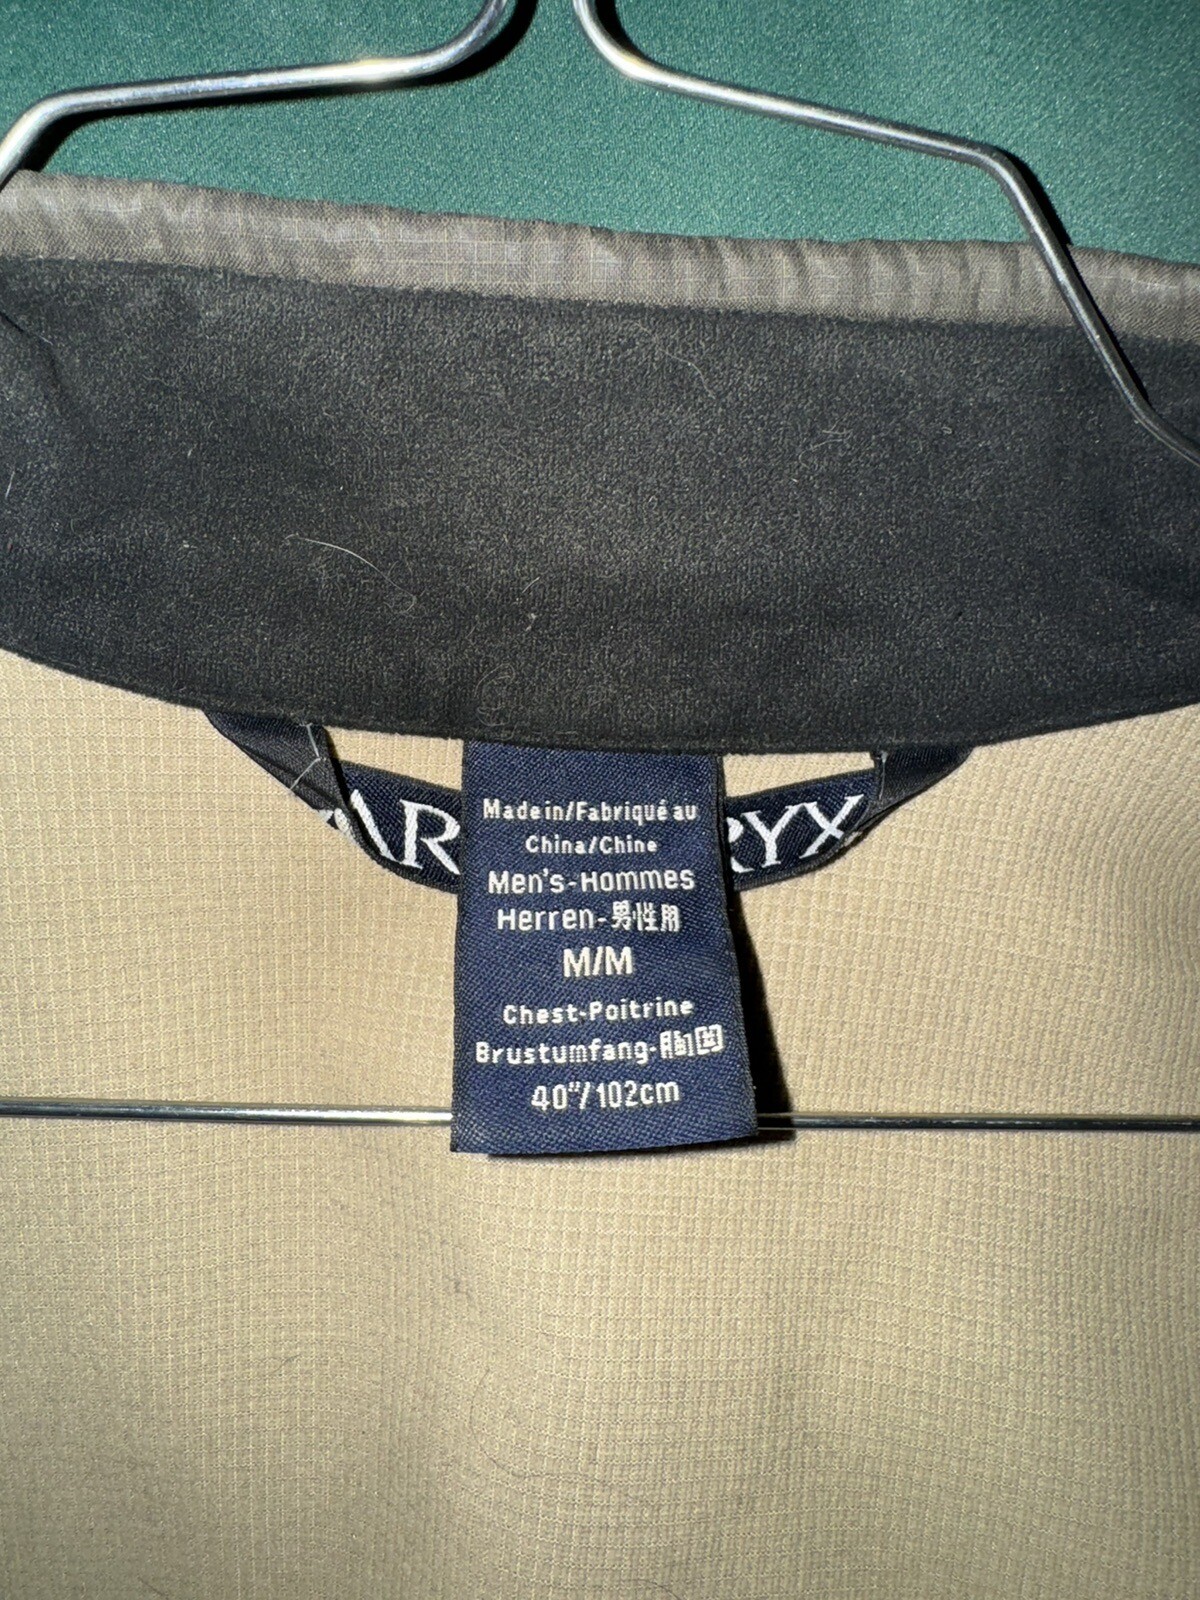 AR RYX
Made in/Fabriqué au
China/Chine
Men's-Hommes
Herren-男性用
M/M
Chest-Poitrine
Brustumfang-胸囲
40"/102cm